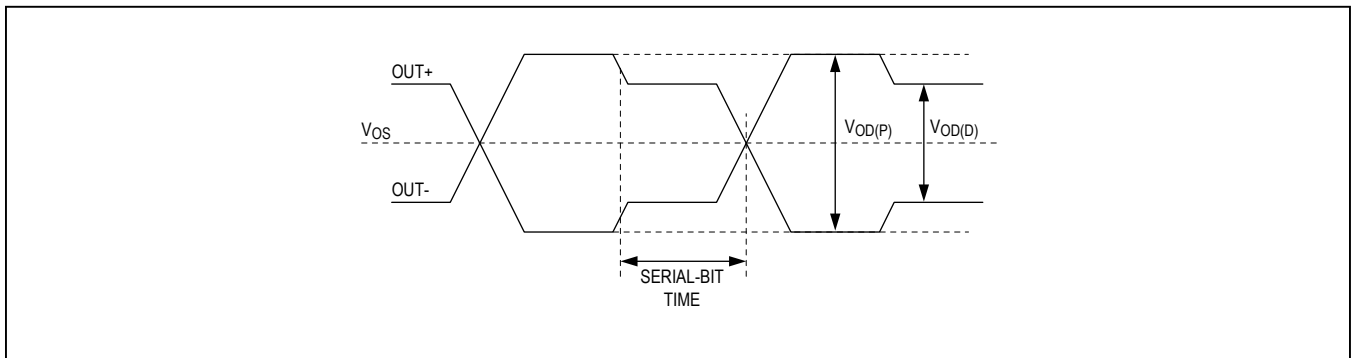 OUT+
VOS
VOD(P)
VOD(D)
OUT-
SERIAL-BIT
TIME